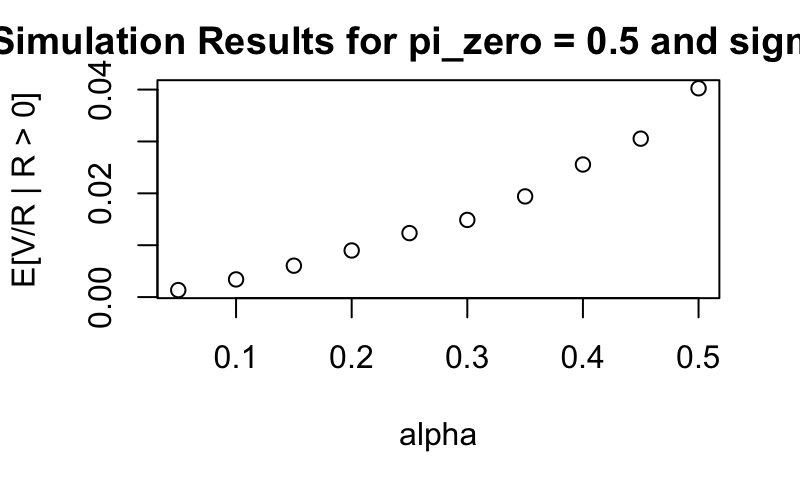 Simulation Results for pi_zero = 0.5 and sign
E[V/R | R > 0]
0.04
0.02
0.00
0.1 0.2 0.3 0.4 0.5
alpha